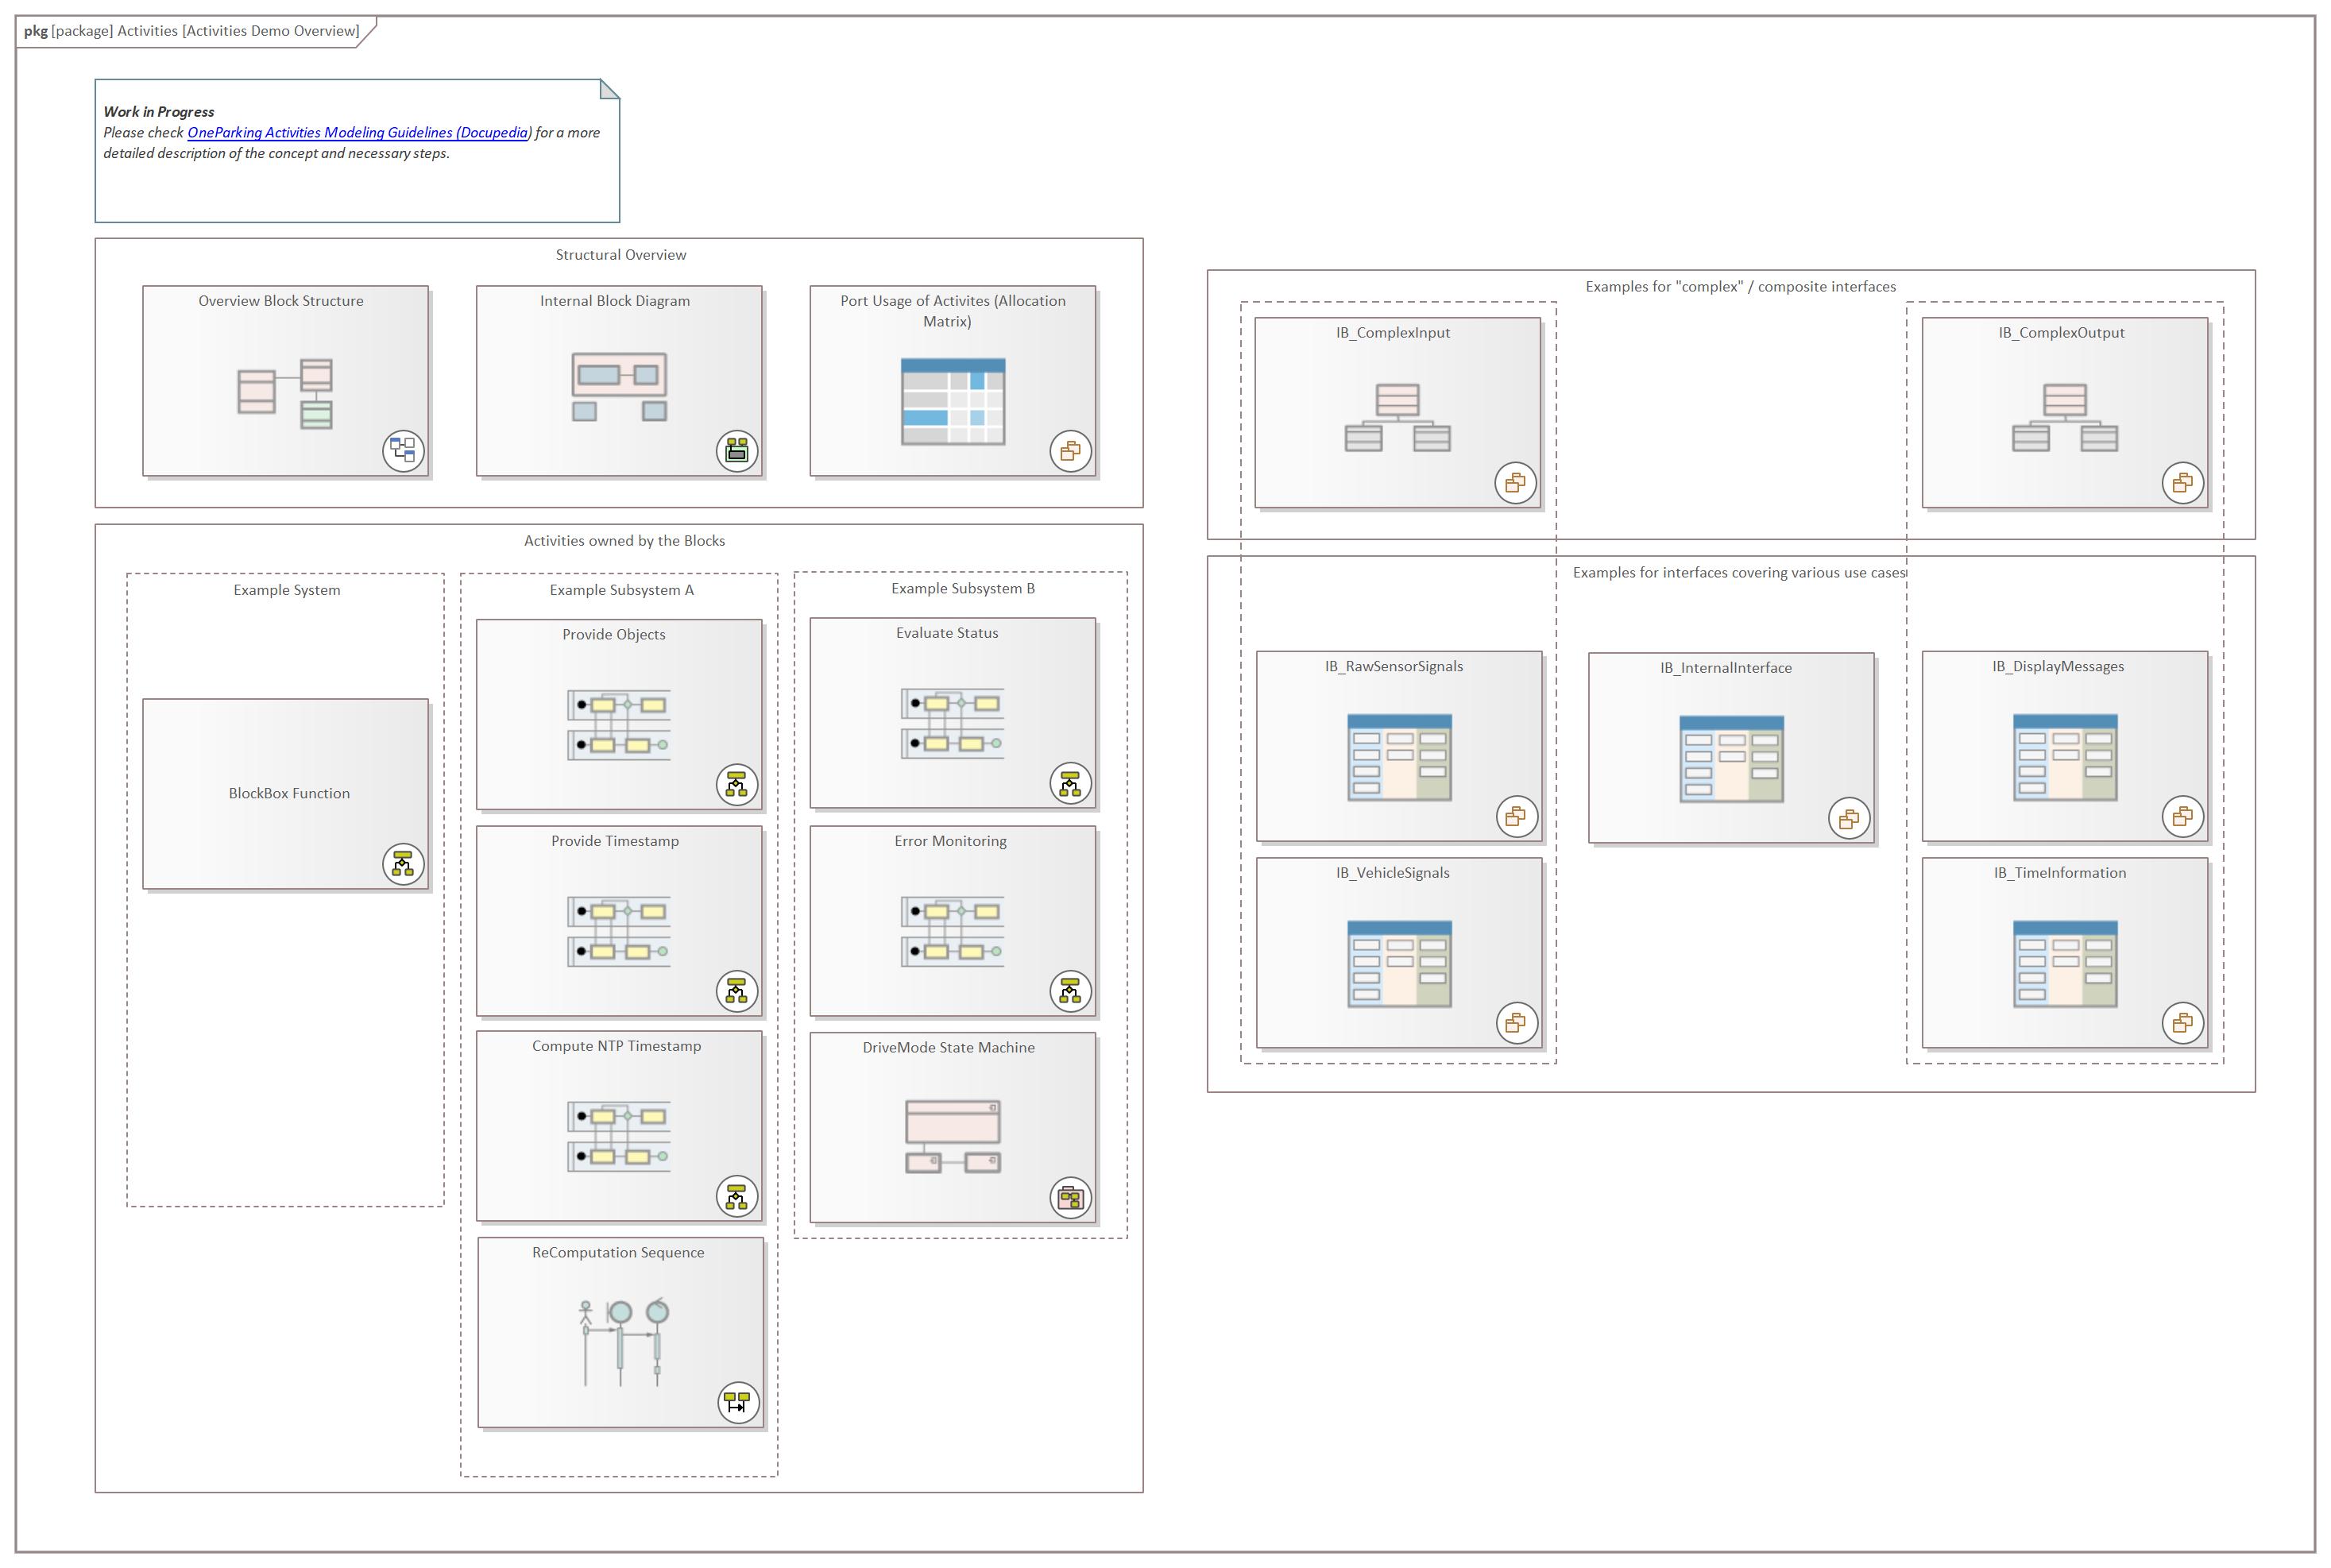 pkg [package] Activities [Activities Demo Overview]
Work in Progress
Please check OneParking Activities Modeling Guidelines (Docupedia) for a more
detailed description of the concept and necessary steps.
Structural Overview
Overview Block Structure
Internal Block Diagram
Port Usage of Activites (Allocation
Matrix)
Activities owned by the Blocks
Example System
BlockBox Function
Example Subsystem A
Provide Objects
Provide Timestamp
Compute NTP Timestamp
ReComputation Sequence
Example Subsystem B
Evaluate Status
Error Monitoring
DriveMode State Machine
Examples for "complex" / composite interfaces
IB_ComplexInput
IB_ComplexOutput
Examples for interfaces covering various use cases
IB_RawSensorSignals
IB_InternalInterface
IB_DisplayMessages
IB_VehicleSignals
IB_TimeInformation